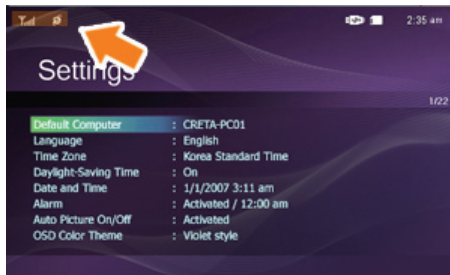 2:35 am
Settings
1/22
Default Computer : CRETA-PC01
Language : English
Time Zone : Korea Standard Time
Daylight-Saving Time : On
Date and Time : 1/1/2007 3:11 am
Alarm : Activated / 12:00 am
Auto Picture On/Off : Activated
OSD Color Theme : Violet style